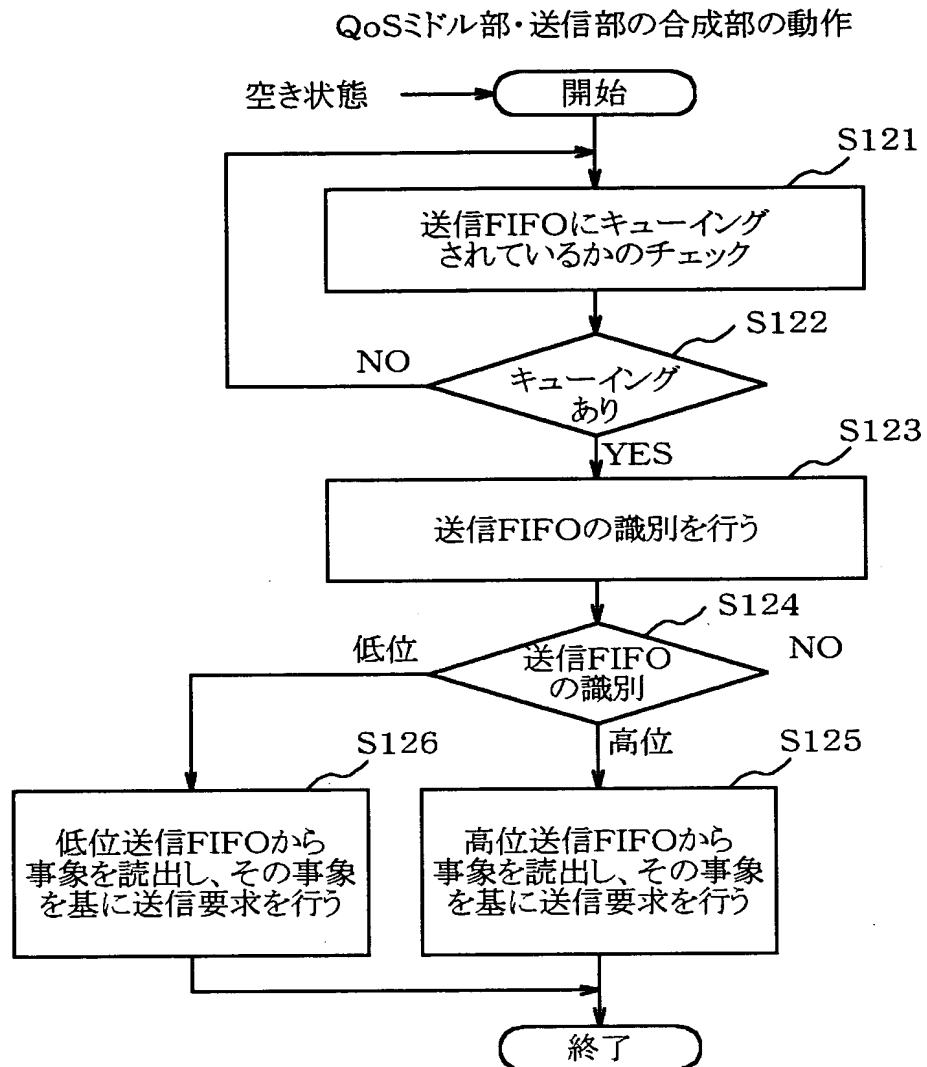 QoSミドル部・送信部の合成部の動作
空き状態
開始
S121
送信FIFOにキューイング
されているかのチェック
S122
NO
キューイング
あり
YES
S123
送信FIFOの識別を行う
S124
低位
送信FIFO
の識別
NO
高位
S126
S125
低位送信FIFOから
事象を読出し、その事象
を基に送信要求を行う
高位送信FIFOから
事象を読出し、その事象
を基に送信要求を行う
終了